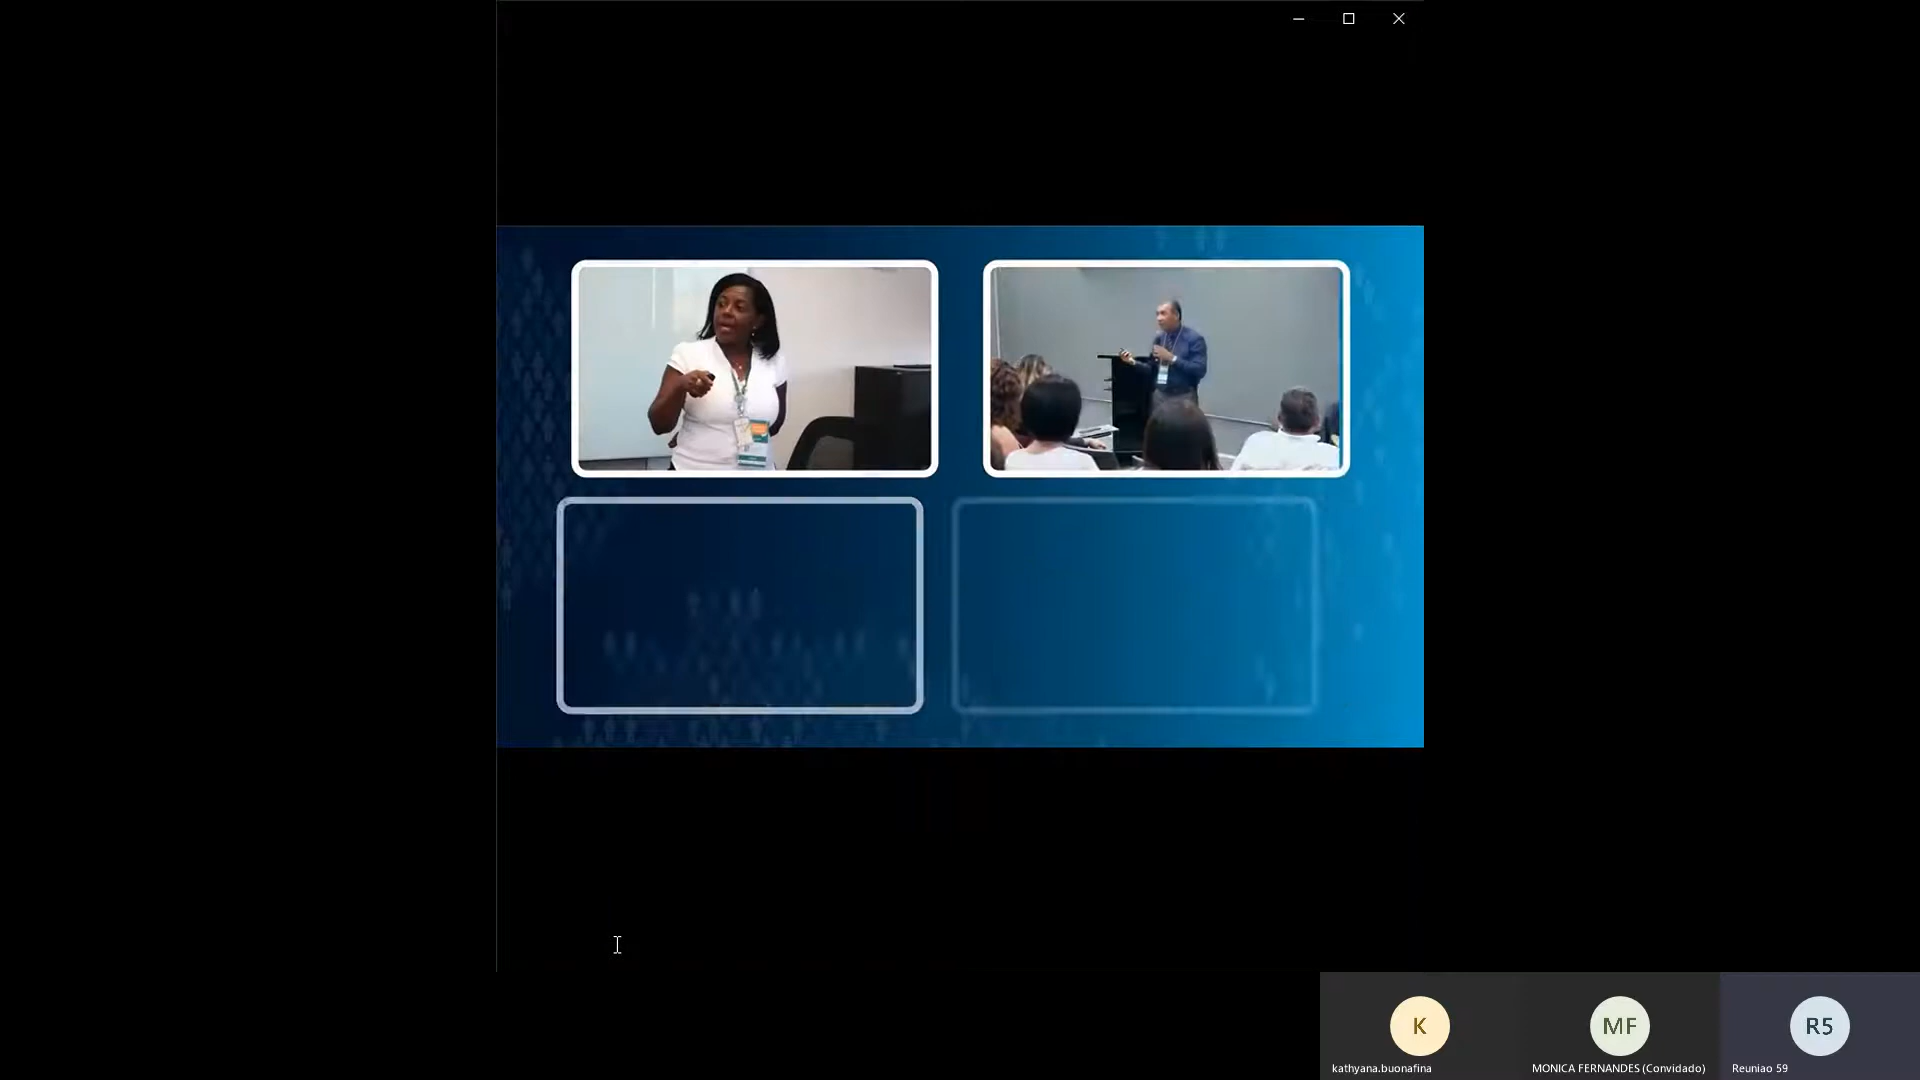 K
MF
R5
kathyana.buonafina
MONICA FERNANDES (Convidado)
Reuniao 59